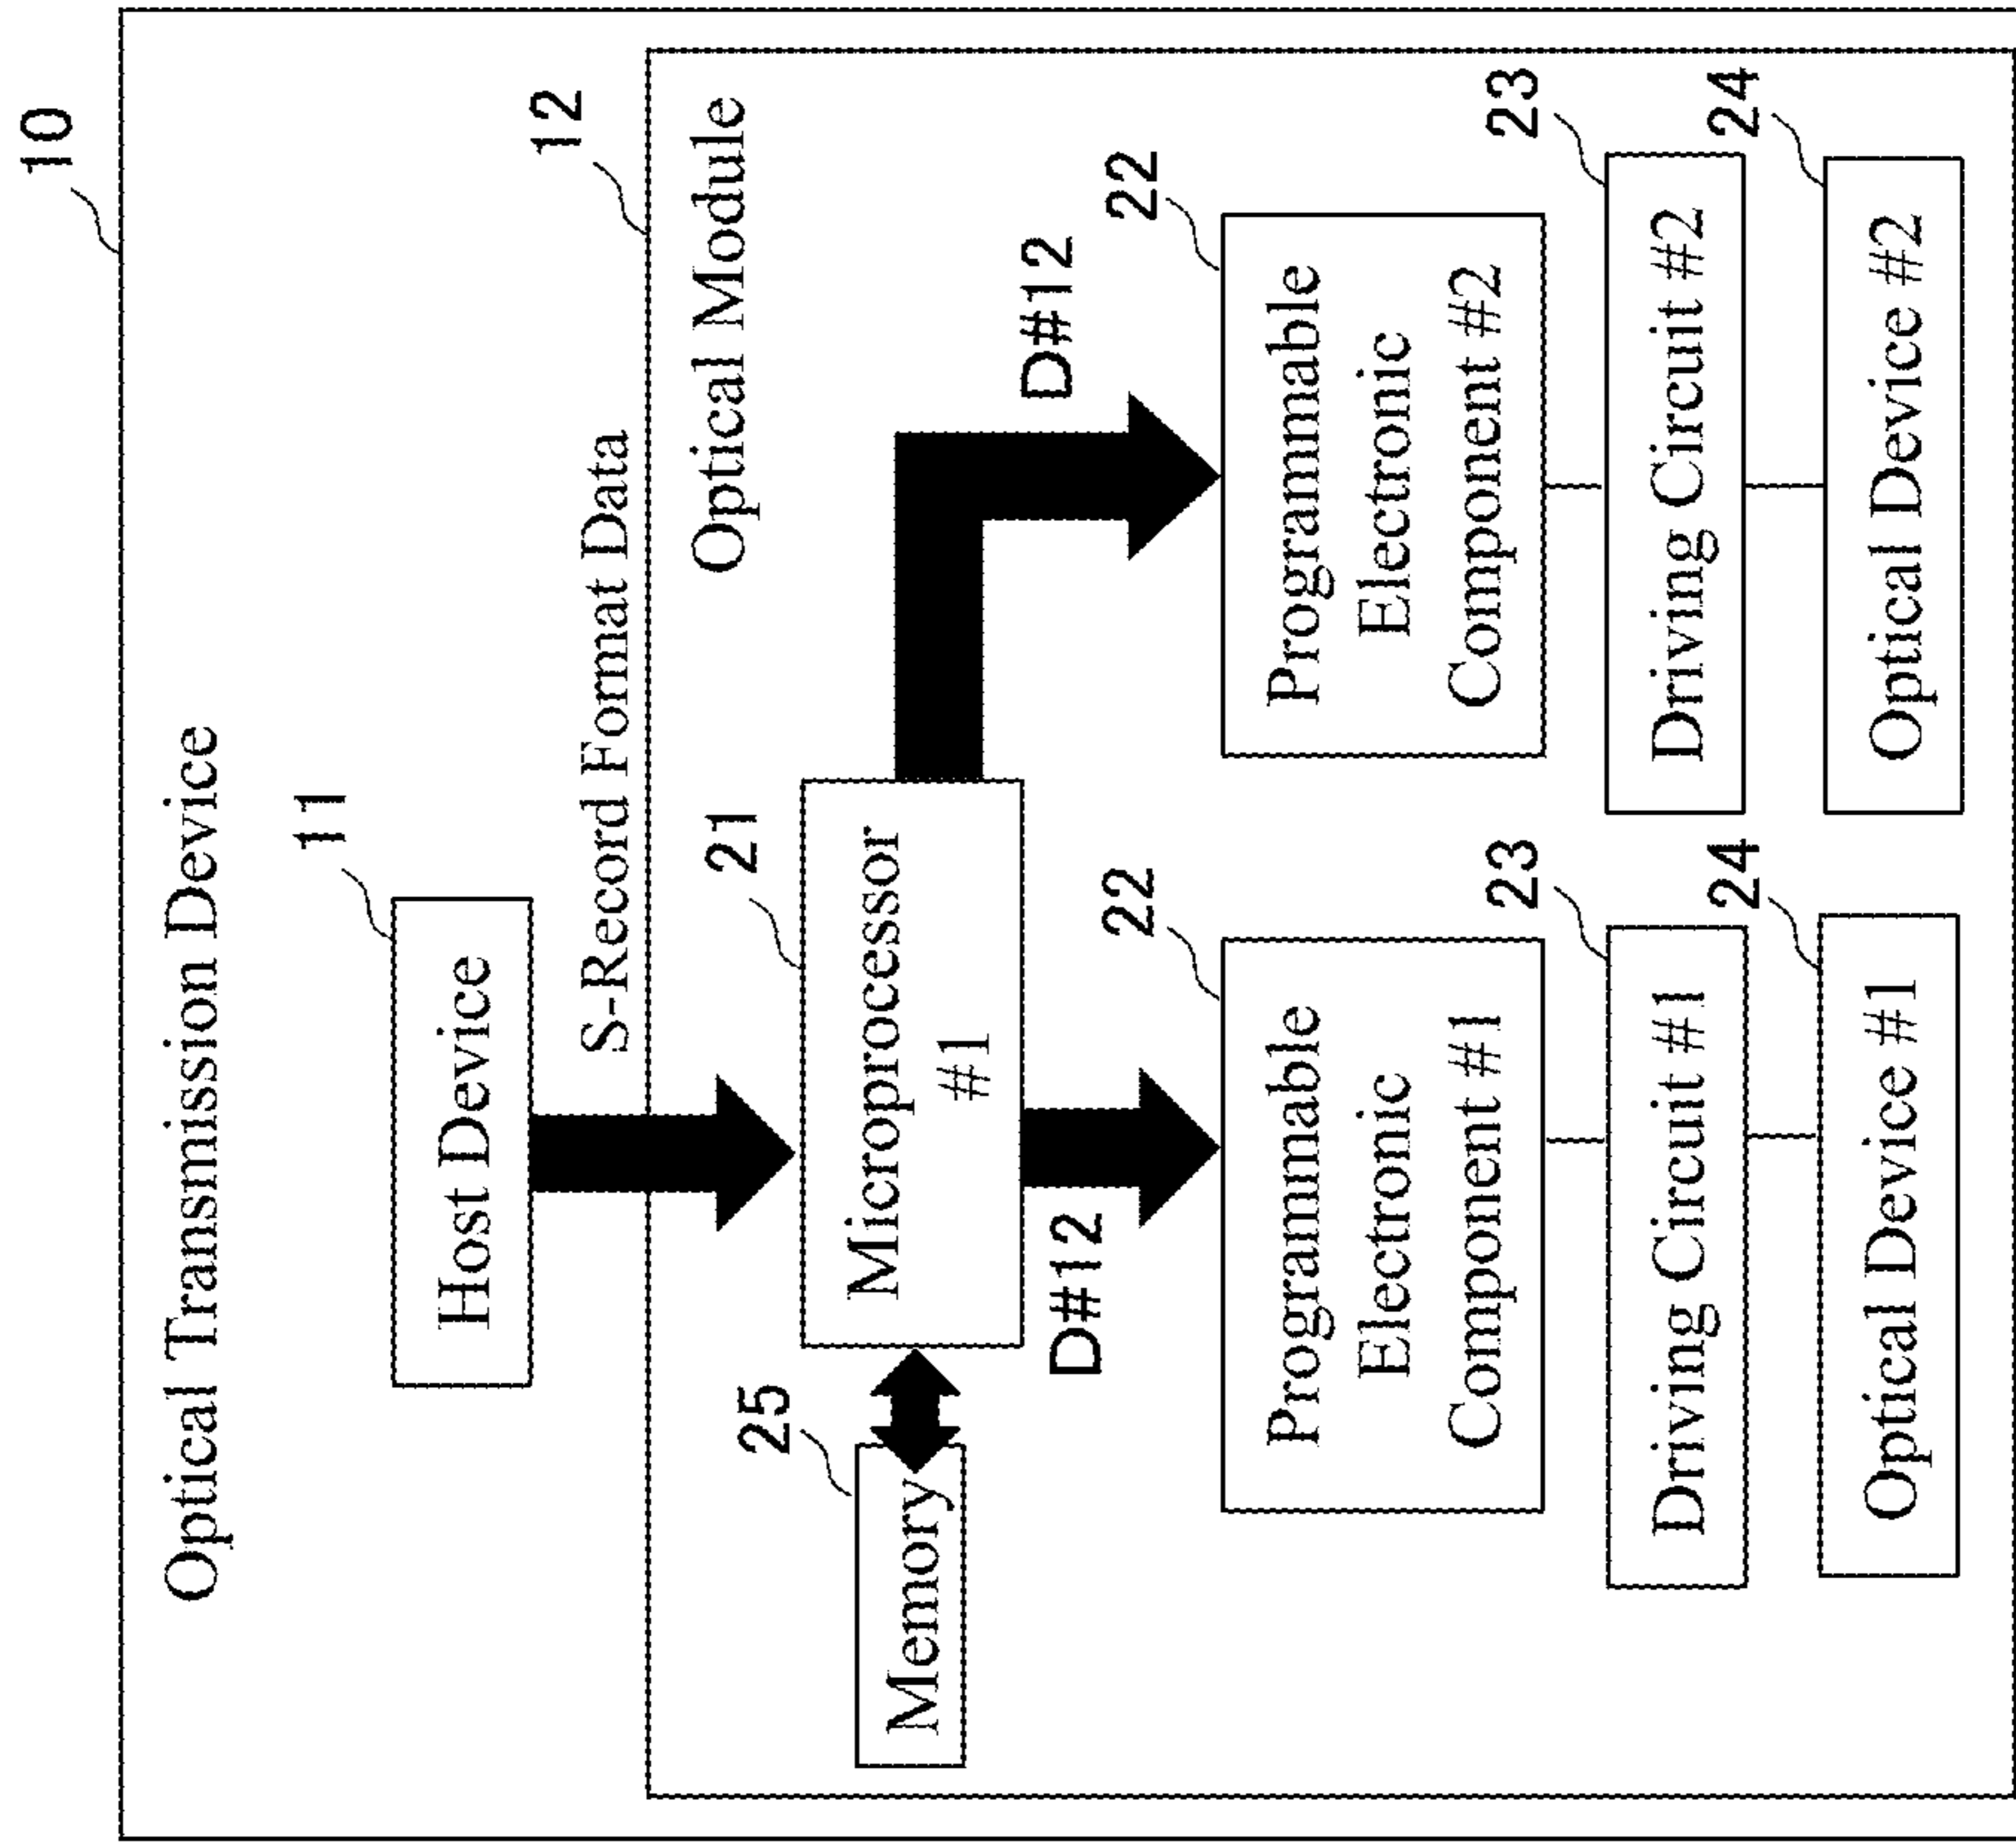 10
Optical Transmission Device
11
Host Device
S-Record Format Data
12
Optical Module
21
25
Memory
Microprocessor
#1
D#12
D#12
22
Programmable
Electronic
Component #1
22
Programmable
Electronic
Component #2
23
Driving Circuit #1
23
Driving Circuit #2
24
Optical Device #1
24
Optical Device #2